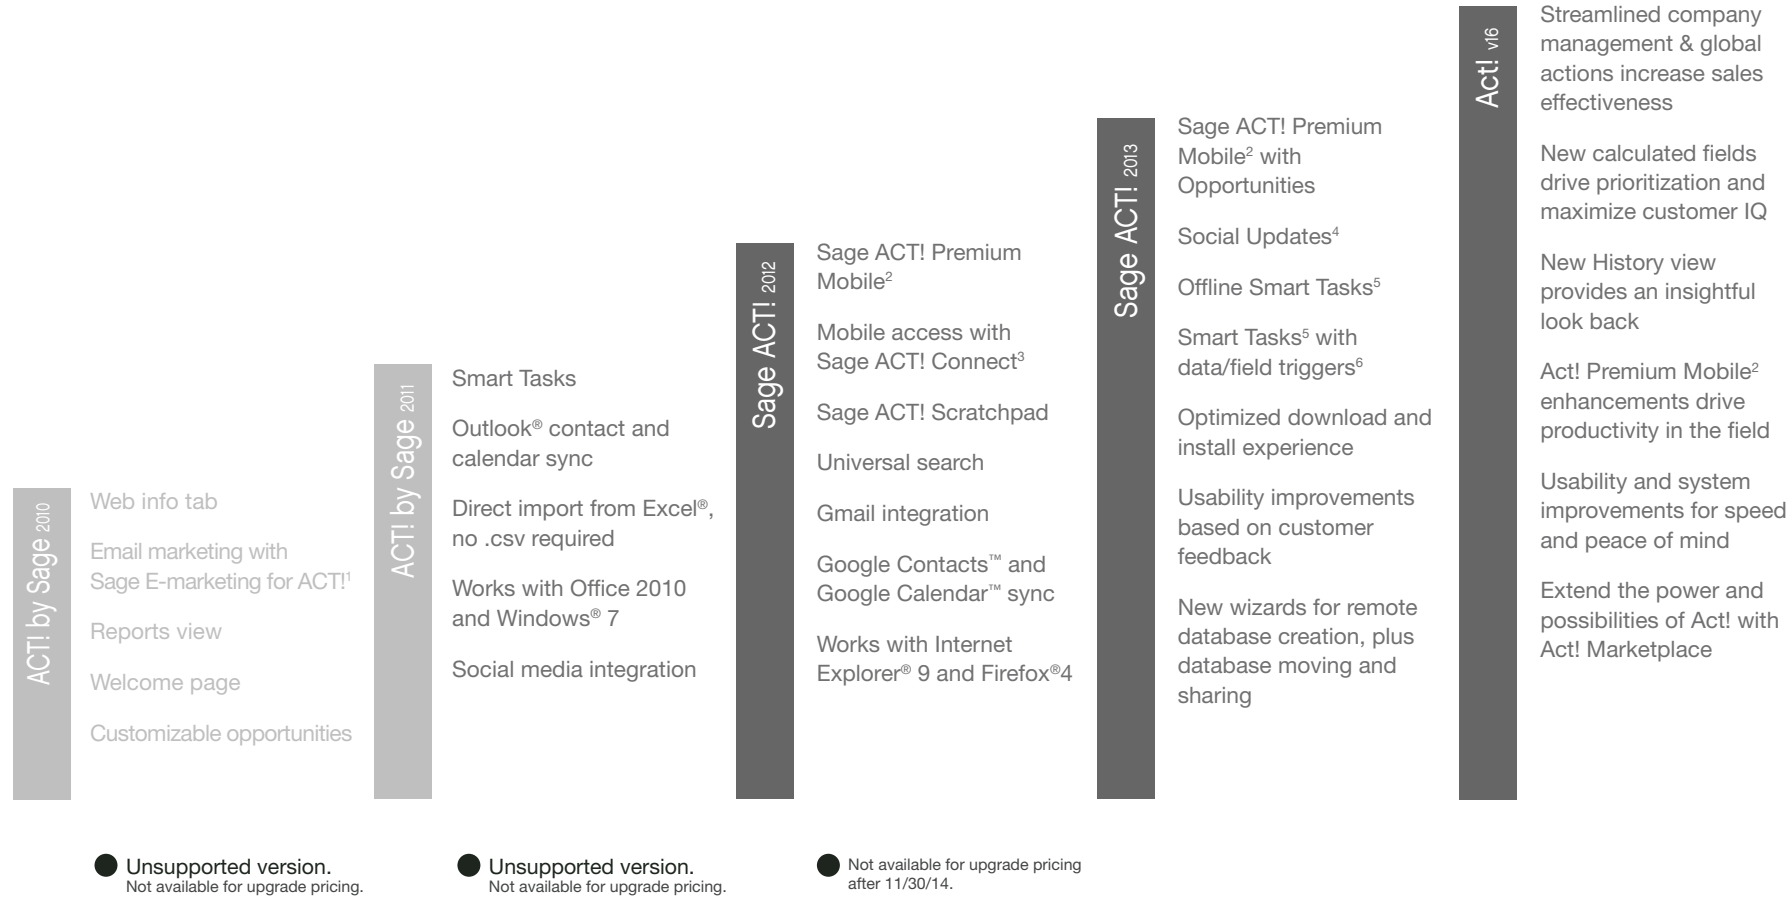 ACT! by Sage 2010
Web info tab
Email marketing with
Sage E-marketing for ACT!¹
Reports view
Welcome page
Customizable opportunities
Unsupported version.
Not available for upgrade pricing.
ACT! by Sage 2011
Smart Tasks
Outlook® contact and
calendar sync
Direct import from Excel®,
no .csv required
Works with Office 2010
and Windows® 7
Social media integration
Unsupported version.
Not available for upgrade pricing.
Sage ACT! 2012
Sage ACT! Premium
Mobile²
Mobile access with
Sage ACT! Connect³
Sage ACT! Scratchpad
Universal search
Gmail integration
Google Contacts™ and
Google Calendar™ sync
Works with Internet
Explorer® 9 and Firefox®4
Not available for upgrade pricing
after 11/30/14.
Sage ACT! 2013
Sage ACT! Premium
Mobile² with
Opportunities
Social Updates⁴
Offline Smart Tasks⁵
Smart Tasks⁵ with
data/field triggers⁶
Optimized download and
install experience
Usability improvements
based on customer
feedback
New wizards for remote
database creation, plus
database moving and
sharing
Act! v16
Streamlined company
management & global
actions increase sales
effectiveness
New calculated fields
drive prioritization and
maximize customer IQ
New History view
provides an insightful
look back
Act! Premium Mobile²
enhancements drive
productivity in the field
Usability and system
improvements for speed
and peace of mind
Extend the power and
possibilities of Act! with
Act! Marketplace